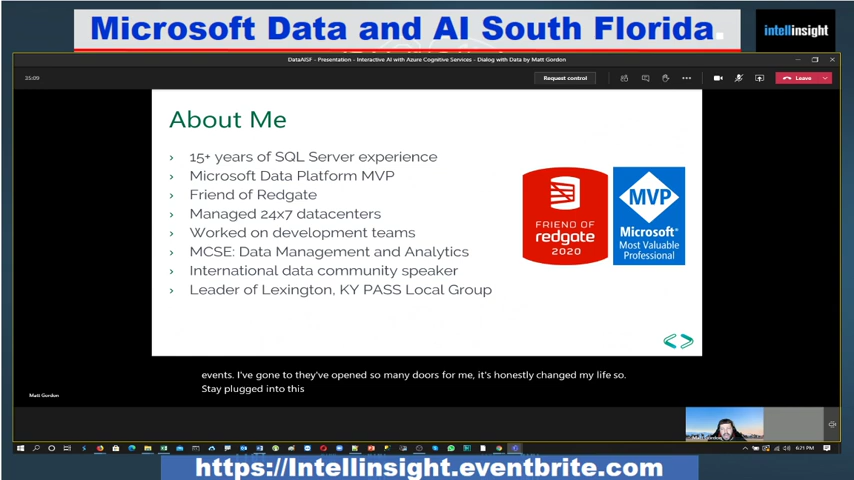 Microsoft Data and AI South Florida.
intellinsight
DataAISF - Presentation - Interactive AI with Azure Cognitive Services - Dialog with Data by Matt Gordon
35:09
Request control
Leave
About Me
› 15+ years of SQL Server experience
› Microsoft Data Platform MVP
› Friend of Redgate
› Managed 24x7 datacenters
› Worked on development teams
› MCSE: Data Management and Analytics
› International data community speaker
› Leader of Lexington, KY PASS Local Group
FRIEND OF
redgate
2020
MVP
Microsoft®
Most Valuable
Professional
events. I've gone to they've opened so many doors for me, it's honestly changed my life so.
Stay plugged into this
Matt Gordon
6:21 PM
https://Intellinsight.eventbrite.com